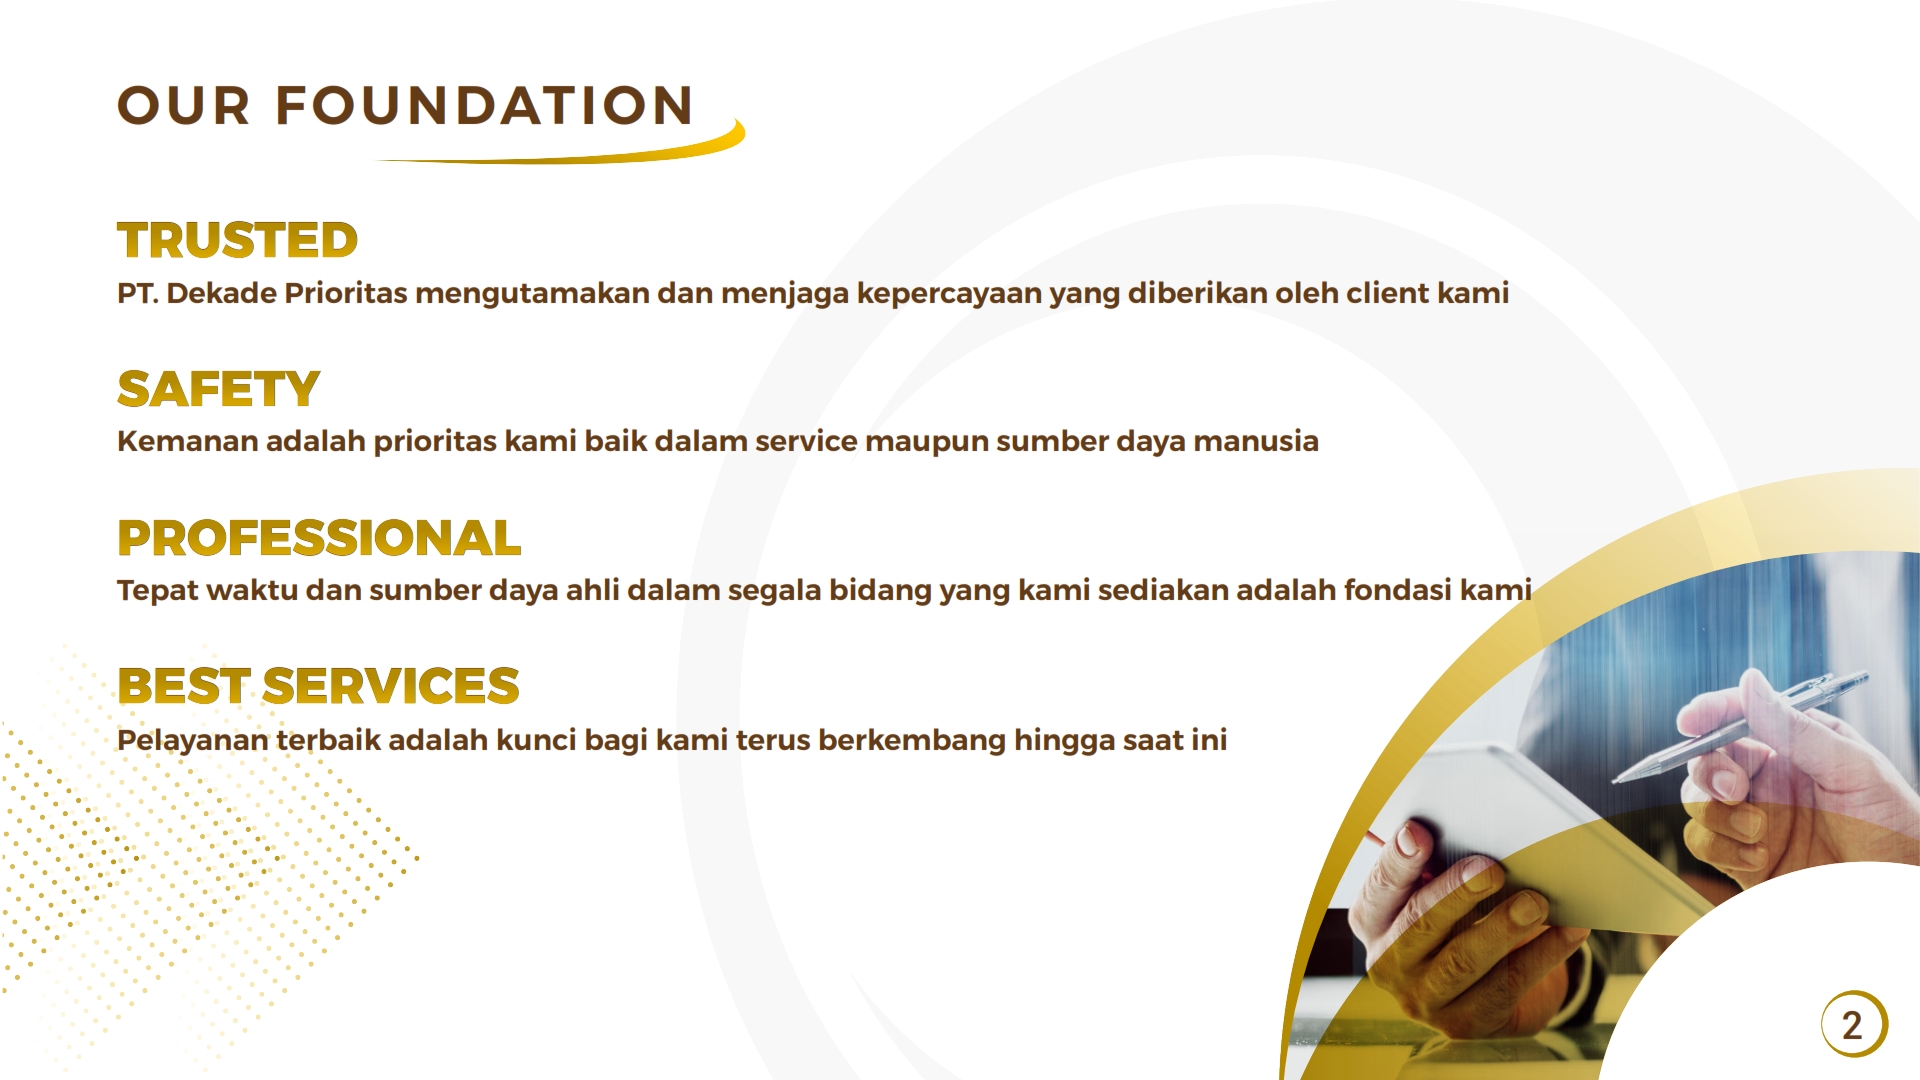 OUR FOUNDATION
TRUSTED
PT. Dekade Prioritas mengutamakan dan menjaga kepercayaan yang diberikan oleh client kami
SAFETY
Kemanan adalah prioritas kami baik dalam service maupun sumber daya manusia
PROFESSIONAL
Tepat waktu dan sumber daya ahli dalam segala bidang yang kami sediakan adalah fondasi kami
BEST SERVICES
Pelayanan terbaik adalah kunci bagi kami terus berkembang hingga saat ini
2